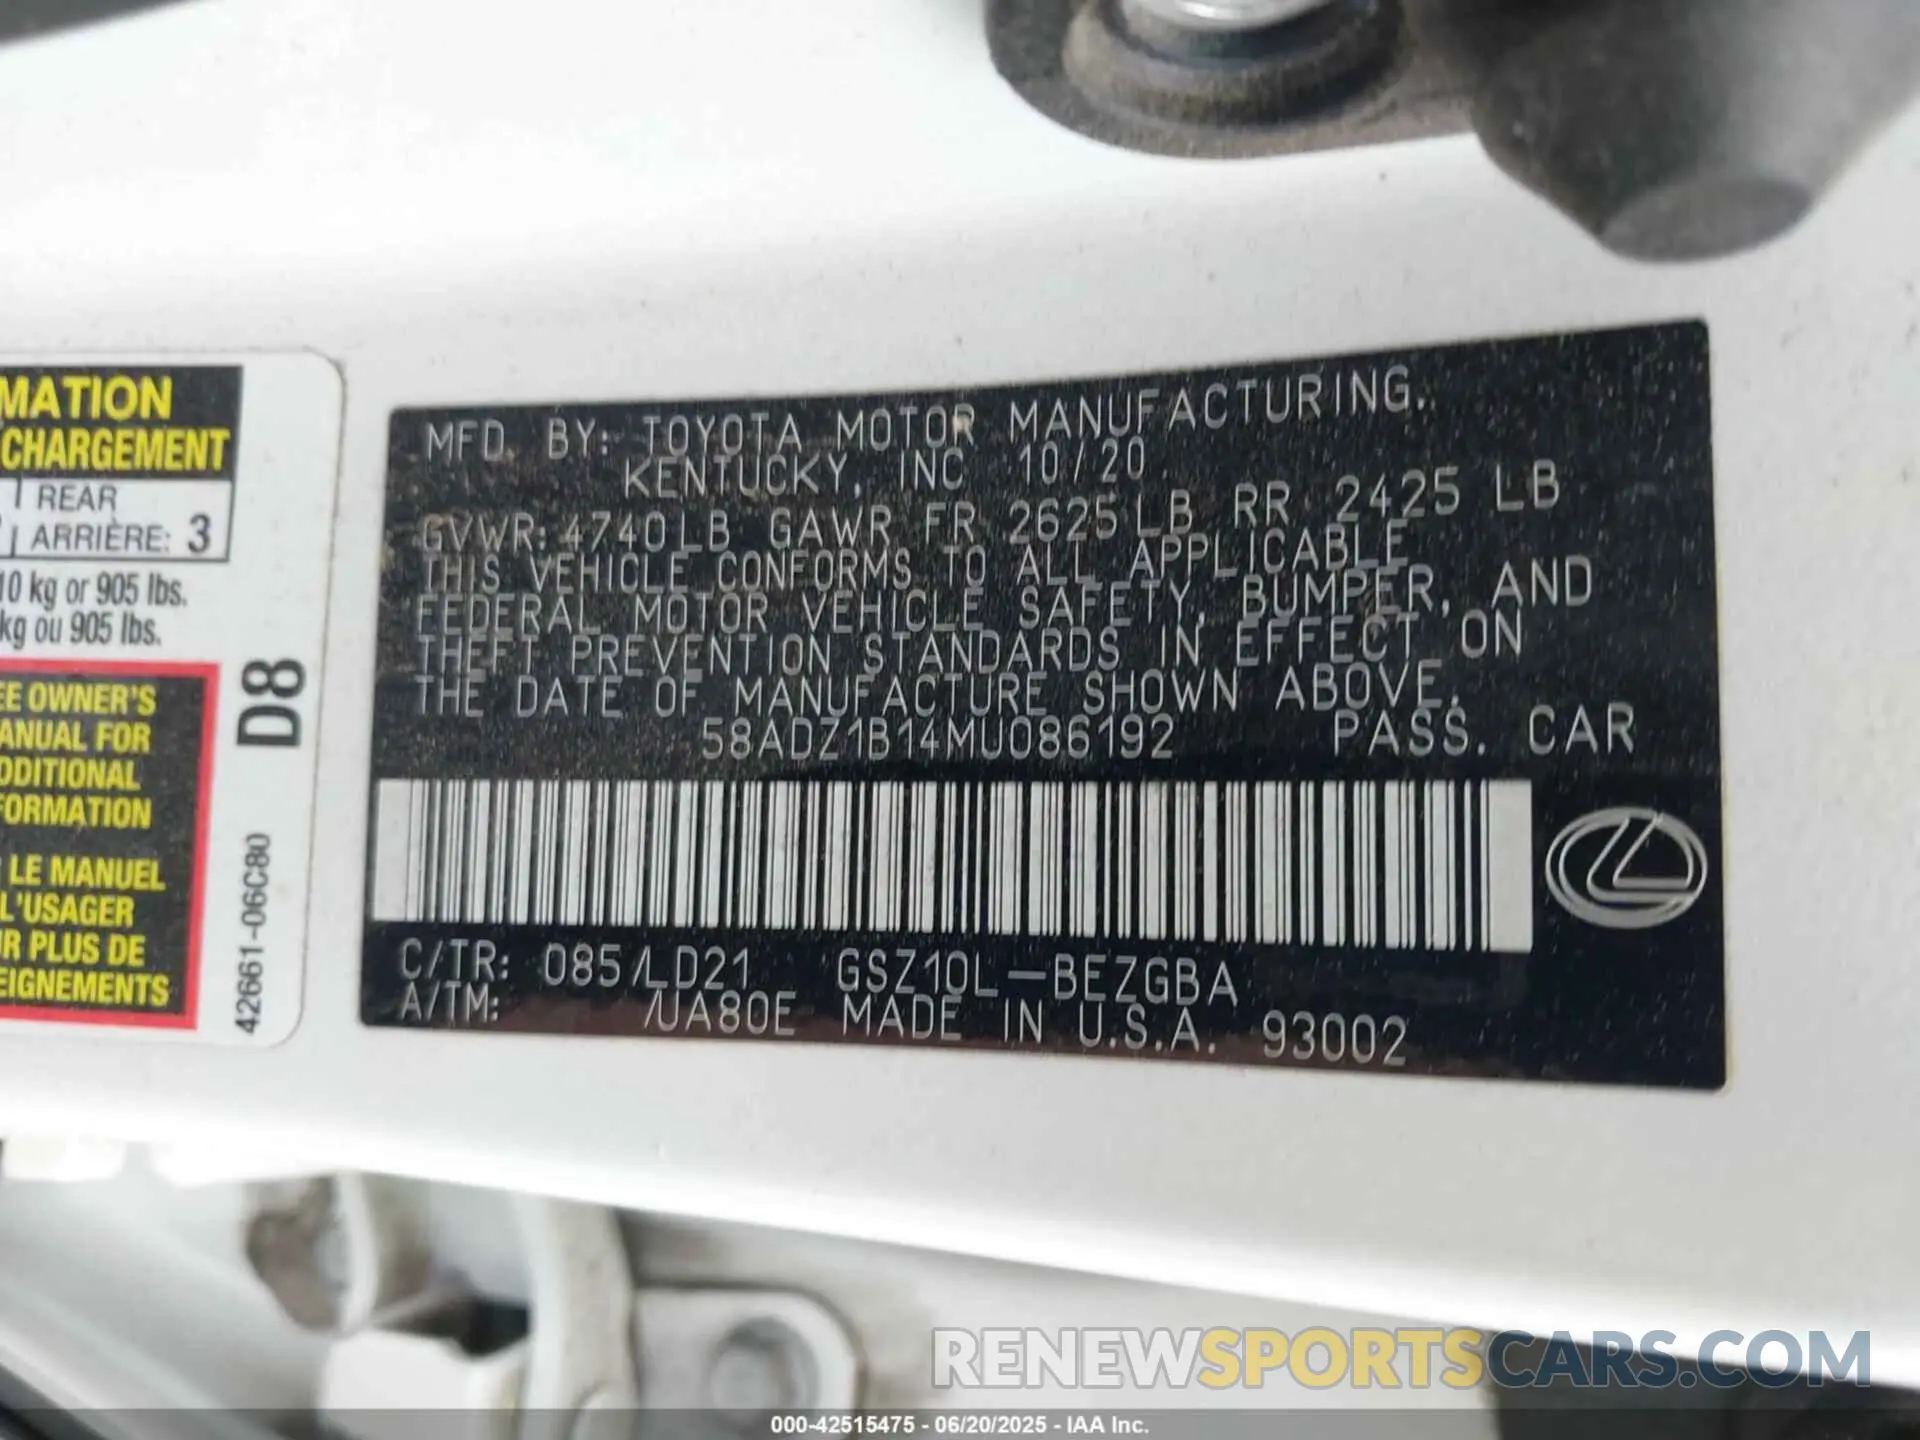 MATION
CHARGEMENT
REAR
ARRIÈRE: 3
10 kg or 905 lbs.
kg ou 905 lbs.
EE OWNER'S
ANUAL FOR
DDITIONAL
FORMATION
LE MANUEL
L'USAGER
R PLUS DE
EIGNEMENTS
D8
42661-06C80
MFD. BY: TOYOTA MOTOR MANUFACTURING,
KENTUCKY, INC 10/20
GVWR: 4740LB GAWR FR 2625LB RR 2425 LB
THIS VEHICLE CONFORMS TO ALL APPLICABLE
FEDERAL MOTOR VEHICLE SAFETY, BUMPER, AND
THEFT PREVENTION STANDARDS IN EFFECT ON
THE DATE OF MANUFACTURE SHOWN ABOVE.
58ADZ1B14MU086192 PASS. CAR
C/TR: 085/LD21 GSZ10L-BEZGBA
A/TM: /UA80E MADE IN U.S.A. 93002
RENEWSPORTSCARS.COM
000-42515475 - 06/20/2025 - IAA Inc.